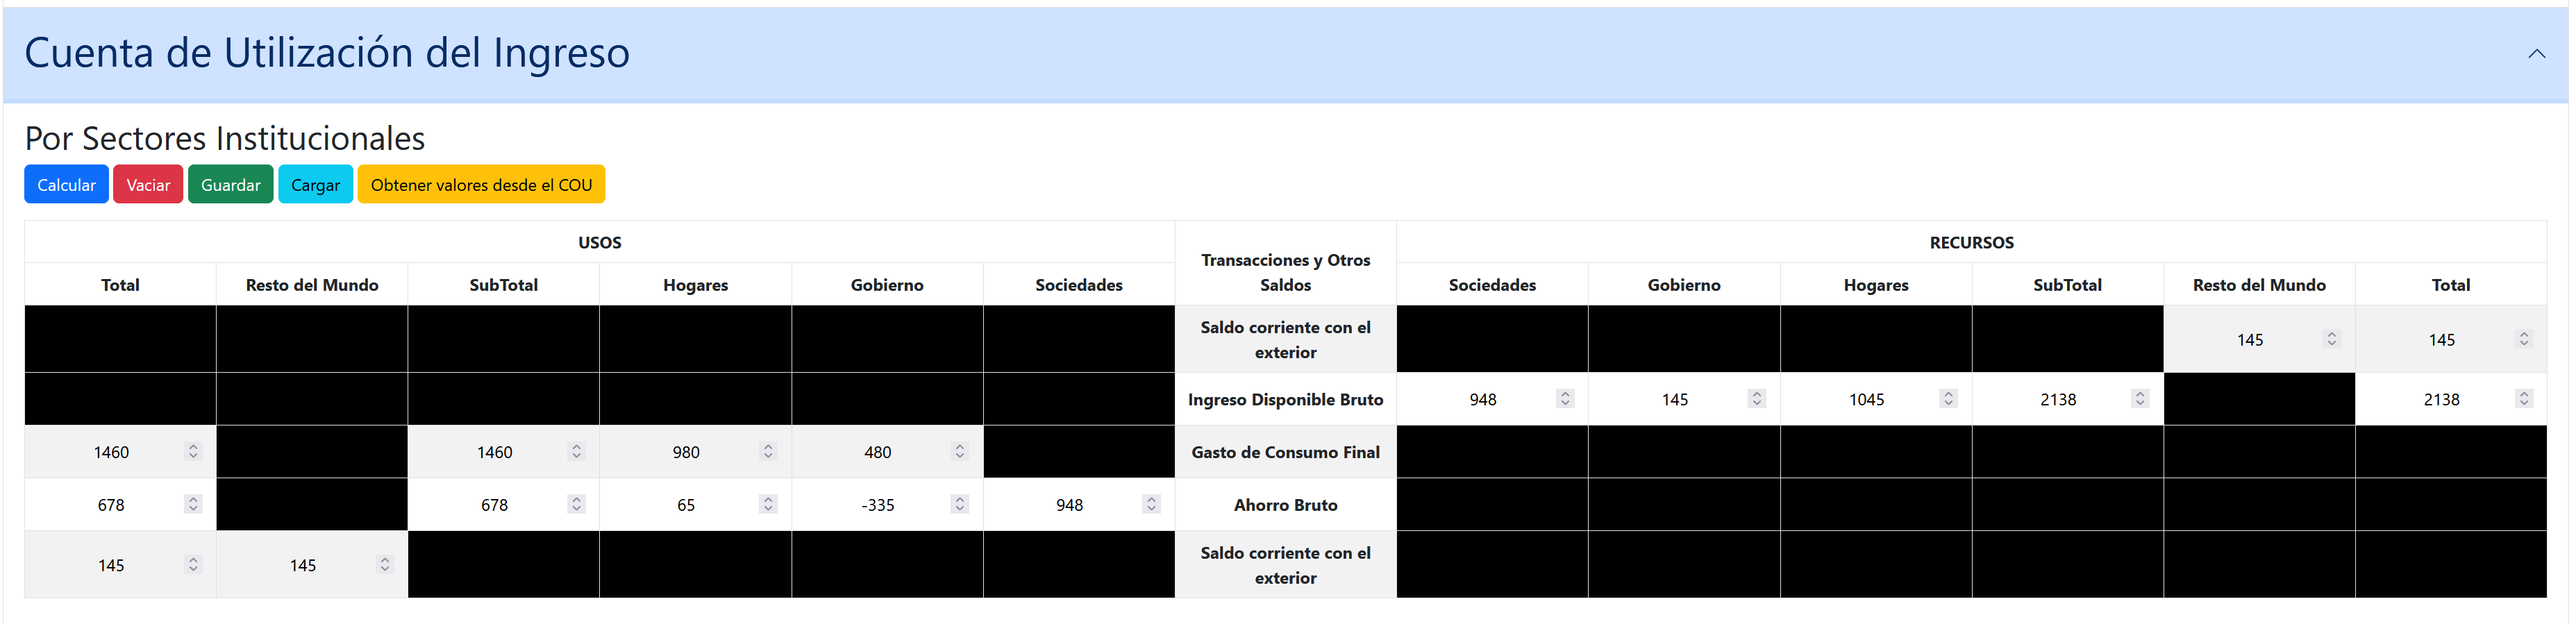 Cuenta de Utilización del Ingreso
Por Sectores Institucionales
Calcular Vaciar Guardar Cargar Obtener valores desde el COU
USOS Transacciones y Otros Saldos RECURSOS
Total Resto del Mundo SubTotal Hogares Gobierno Sociedades Sociedades Gobierno Hogares SubTotal Resto del Mundo Total
Saldo corriente con el exterior 145 145
Ingreso Disponible Bruto 948 145 1045 2138 2138
1460 1460 980 480 Gasto de Consumo Final
678 678 65 -335 948 Ahorro Bruto
145 145 Saldo corriente con el exterior